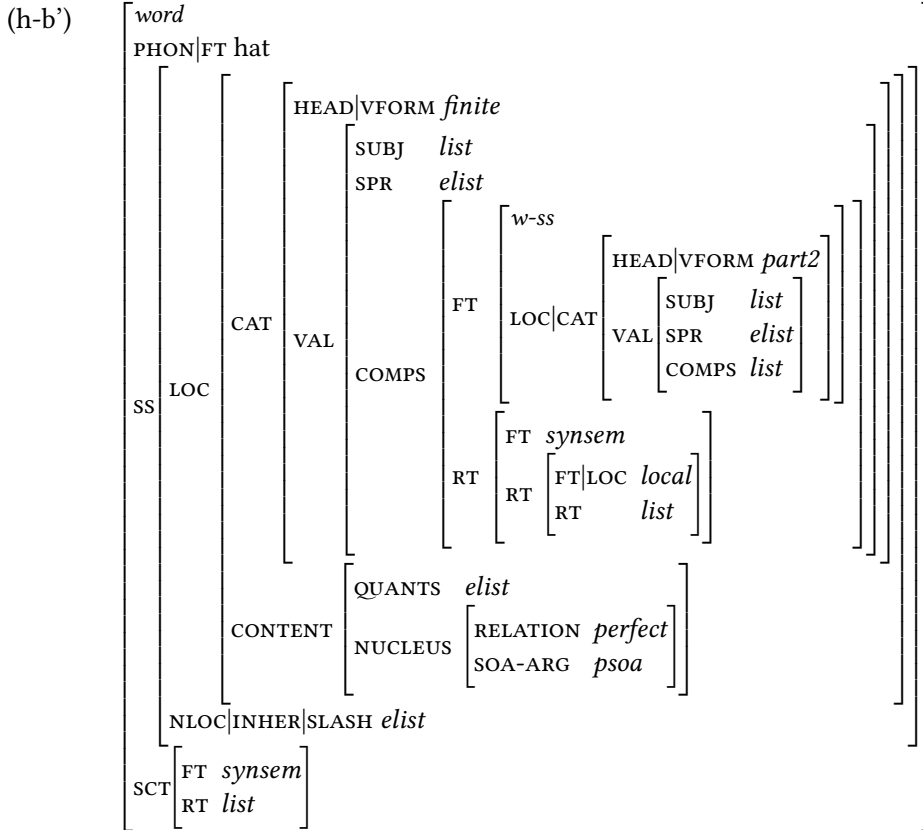 (h-b’)
word
PHON|FT hat
HEAD|VFORM finite
SUBJ list
SPR elist
w-ss
HEAD|VFORM part2
SUBJ list
FT
LOC|CAT
VAL
SPR elist
CAT
VAL
COMPS list
COMPS
SS
LOC
FT synsem
RT
RT
FT|LOC local
RT list
QUANTS elist
CONTENT
NUCLEUS
RELATION perfect
SOA-ARG psoa
NLOC|INHER|SLASH elist
SCT
FT synsem
RT list